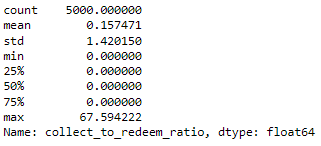 count    5000.000000
mean        0.157471
std         1.420150
min         0.000000
25%         0.000000
50%         0.000000
75%         0.000000
max        67.594222
Name: collect_to_redeem_ratio, dtype: float64